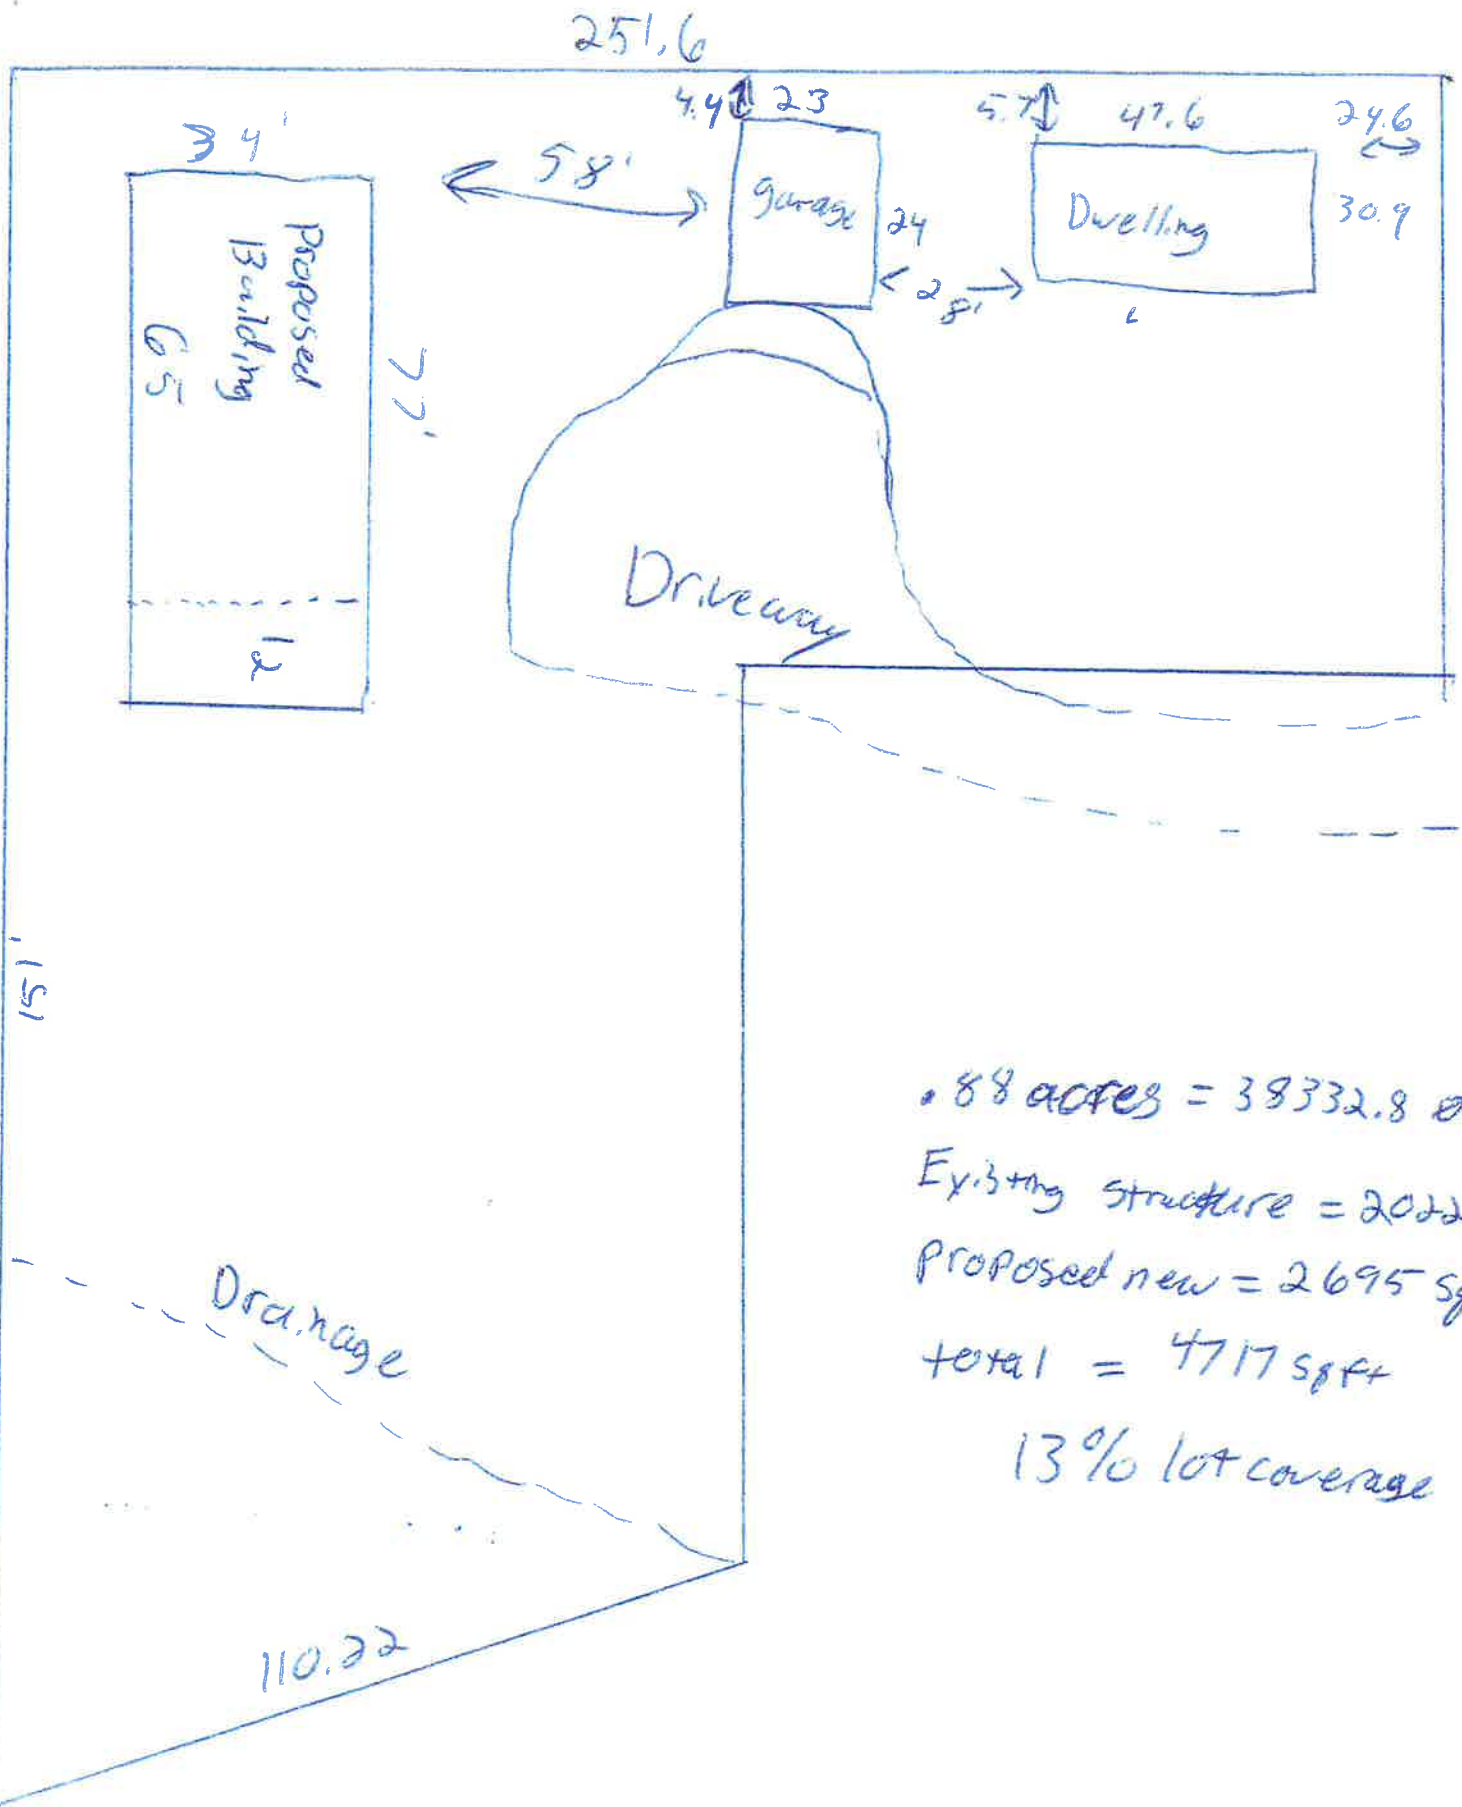 251.6
4.4 23
5.7 47.6
24.6
34'
58'
garage
24
Dwelling
30.9
28'
Proposed
Building
65
77'
12
Driveway
151'
.88 acres = 38332.8
Existing structure = 2022
Proposed new = 2695 sq
total = 4717 sqft
13% lot coverage
Drainage
110.22